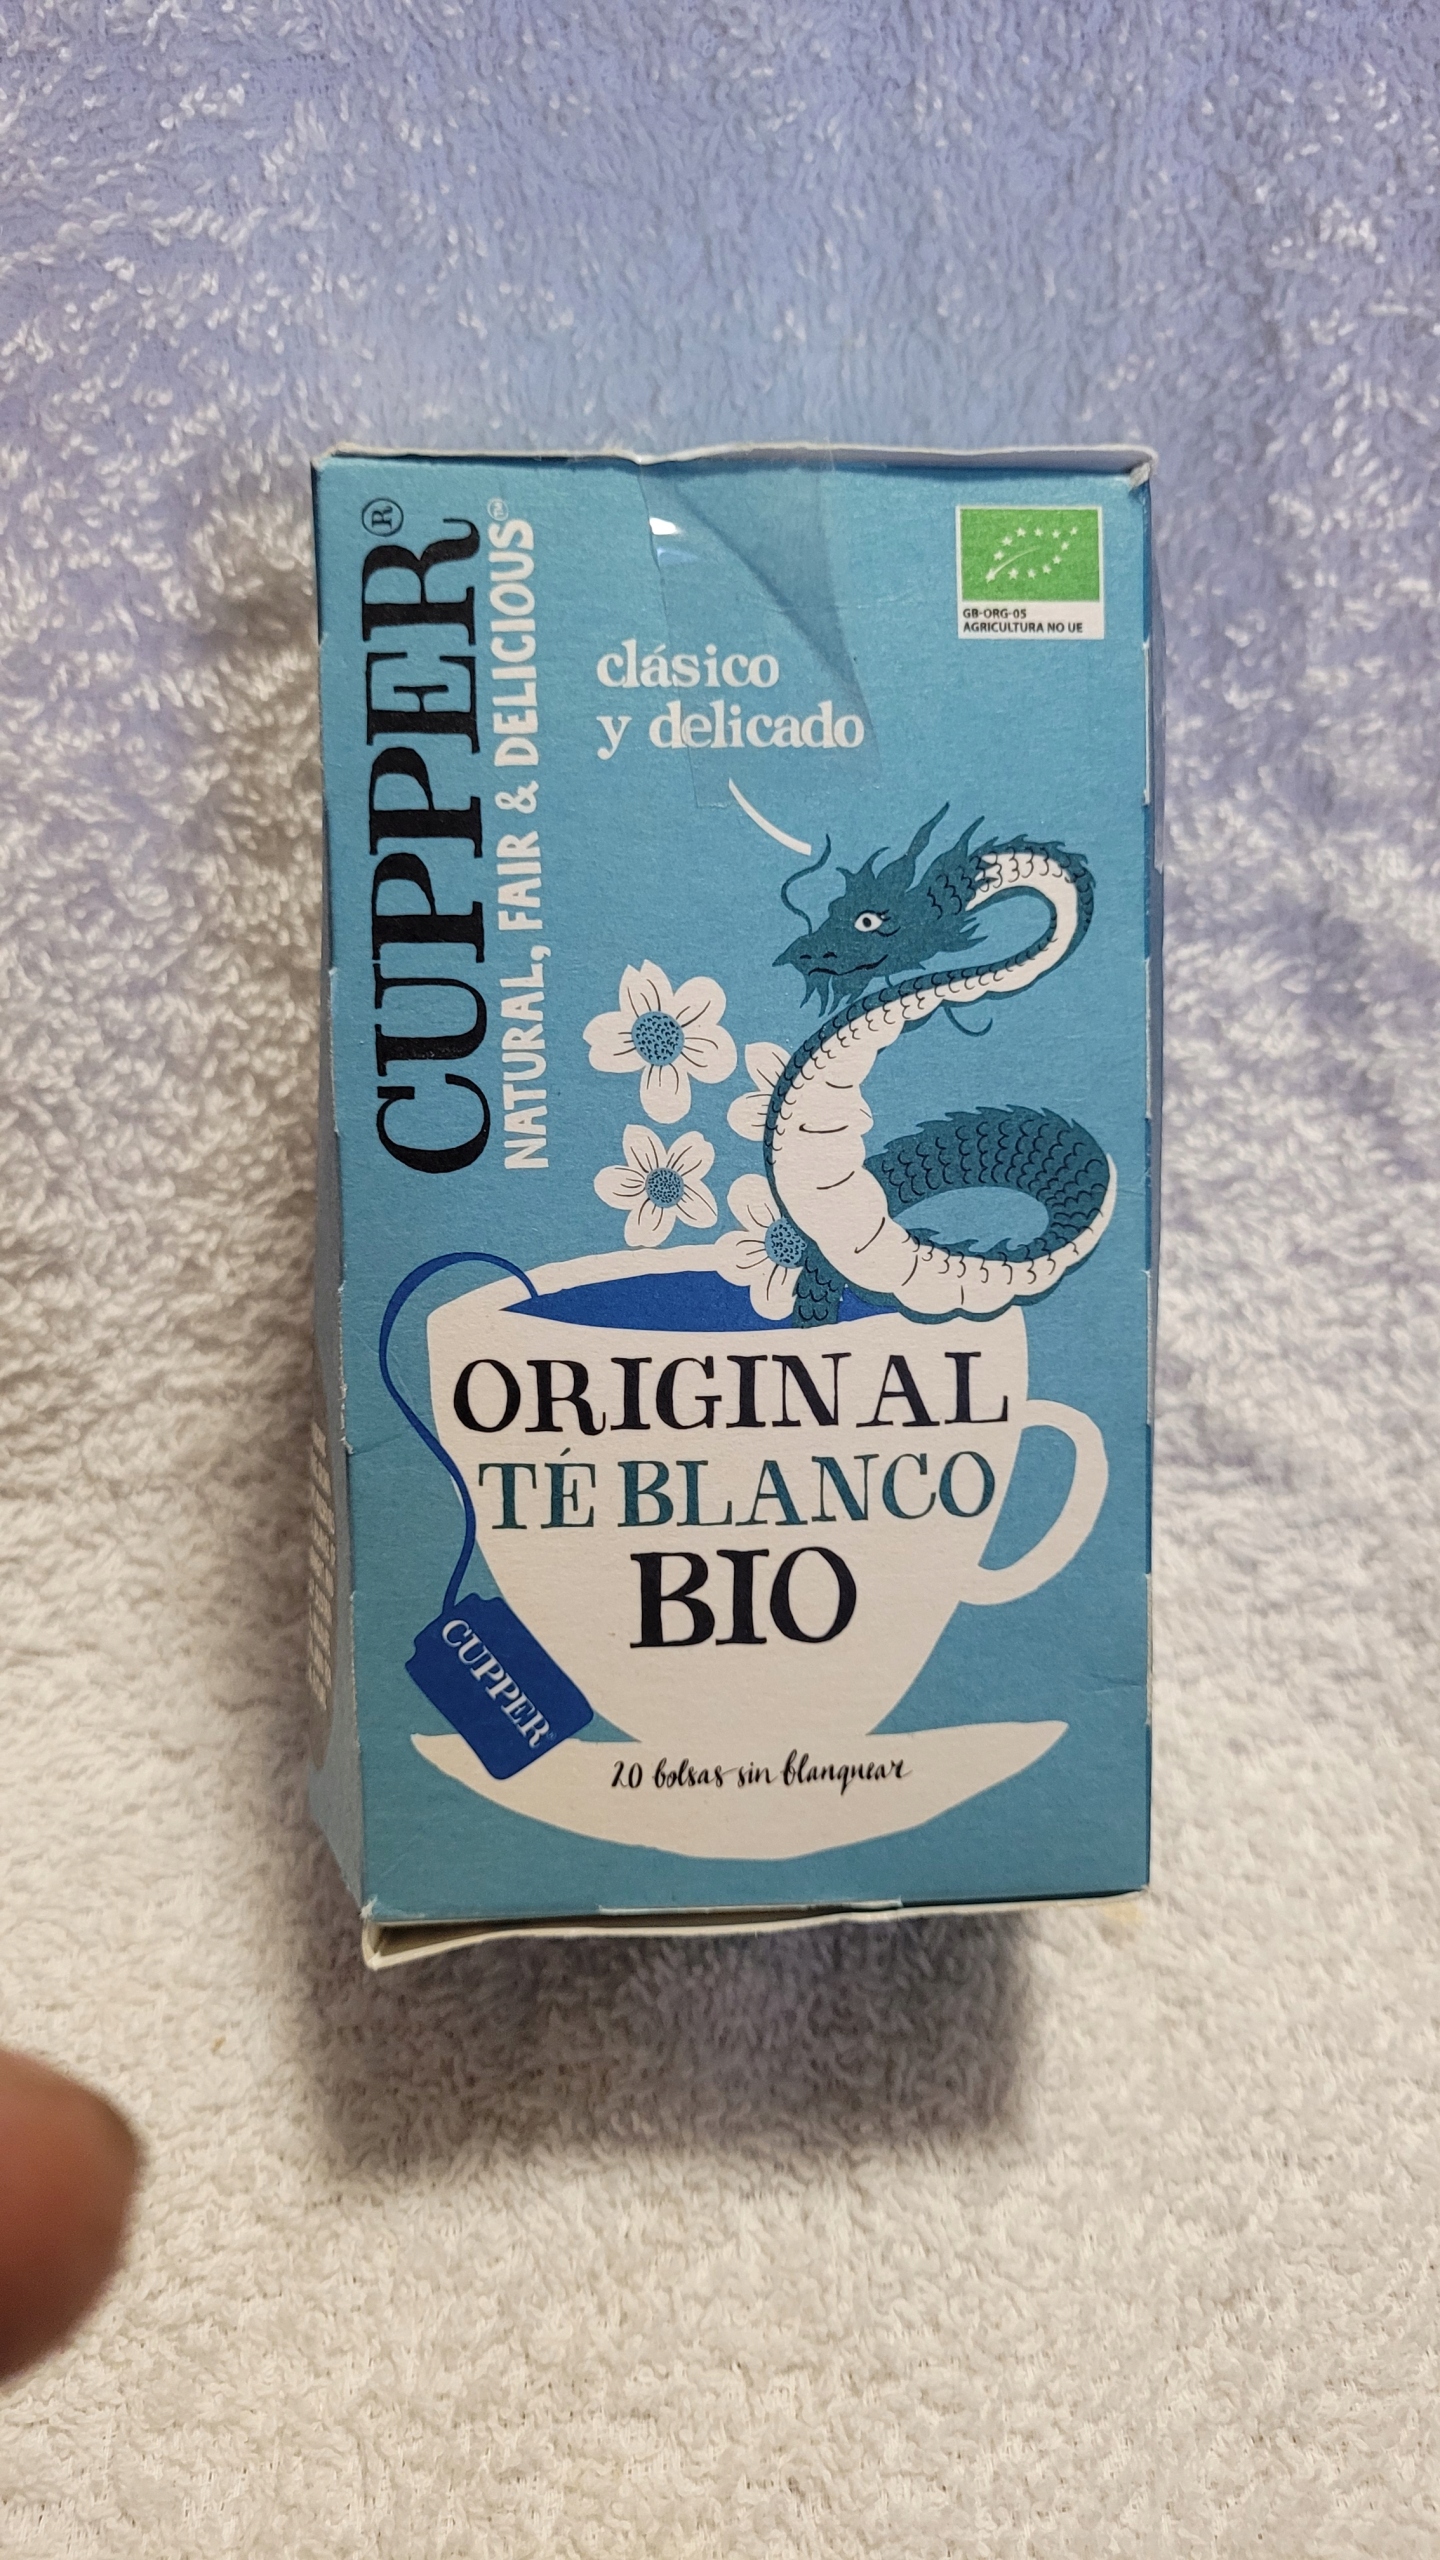 CUPPER®
NATURAL, FAIR & DELICIOUS™
GB-ORG-05
AGRICULTURA NO UE
clásico
y delicado
ORIGINAL
TÉ BLANCO
BIO
CUPPER
20 bolsas sin blanquear